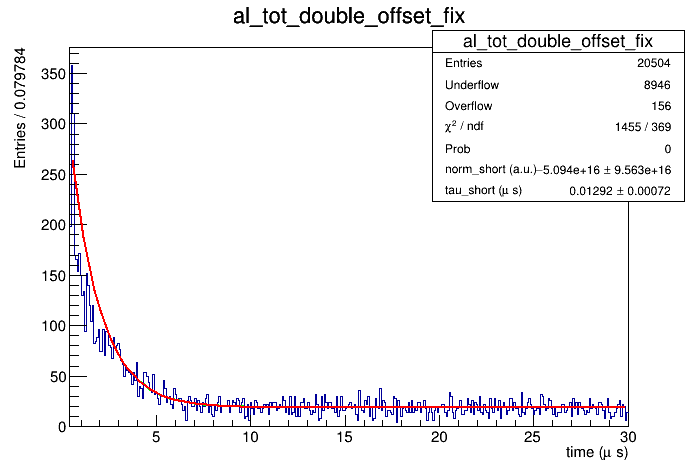 al_tot_double_offset_fix
al_tot_double_offset_fix
Entries 20504
Underflow 8946
Overflow 156
χ² / ndf 1455 / 369
Prob 0
norm_short (a.u.) −5.094e+16 ± 9.563e+16
tau_short (μ s) 0.01292 ± 0.00072
Entries / 0.079784
350
300
250
200
150
100
50
0
5 10 15 20 25 30
time (μ s)